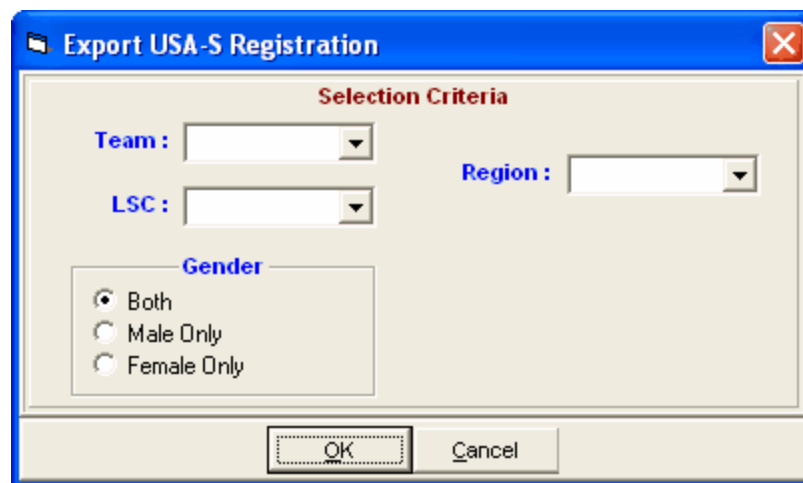 Export USA-S Registration
Selection Criteria
Team :
Region :
LSC :
Gender
Both
Male Only
Female Only
OK
Cancel